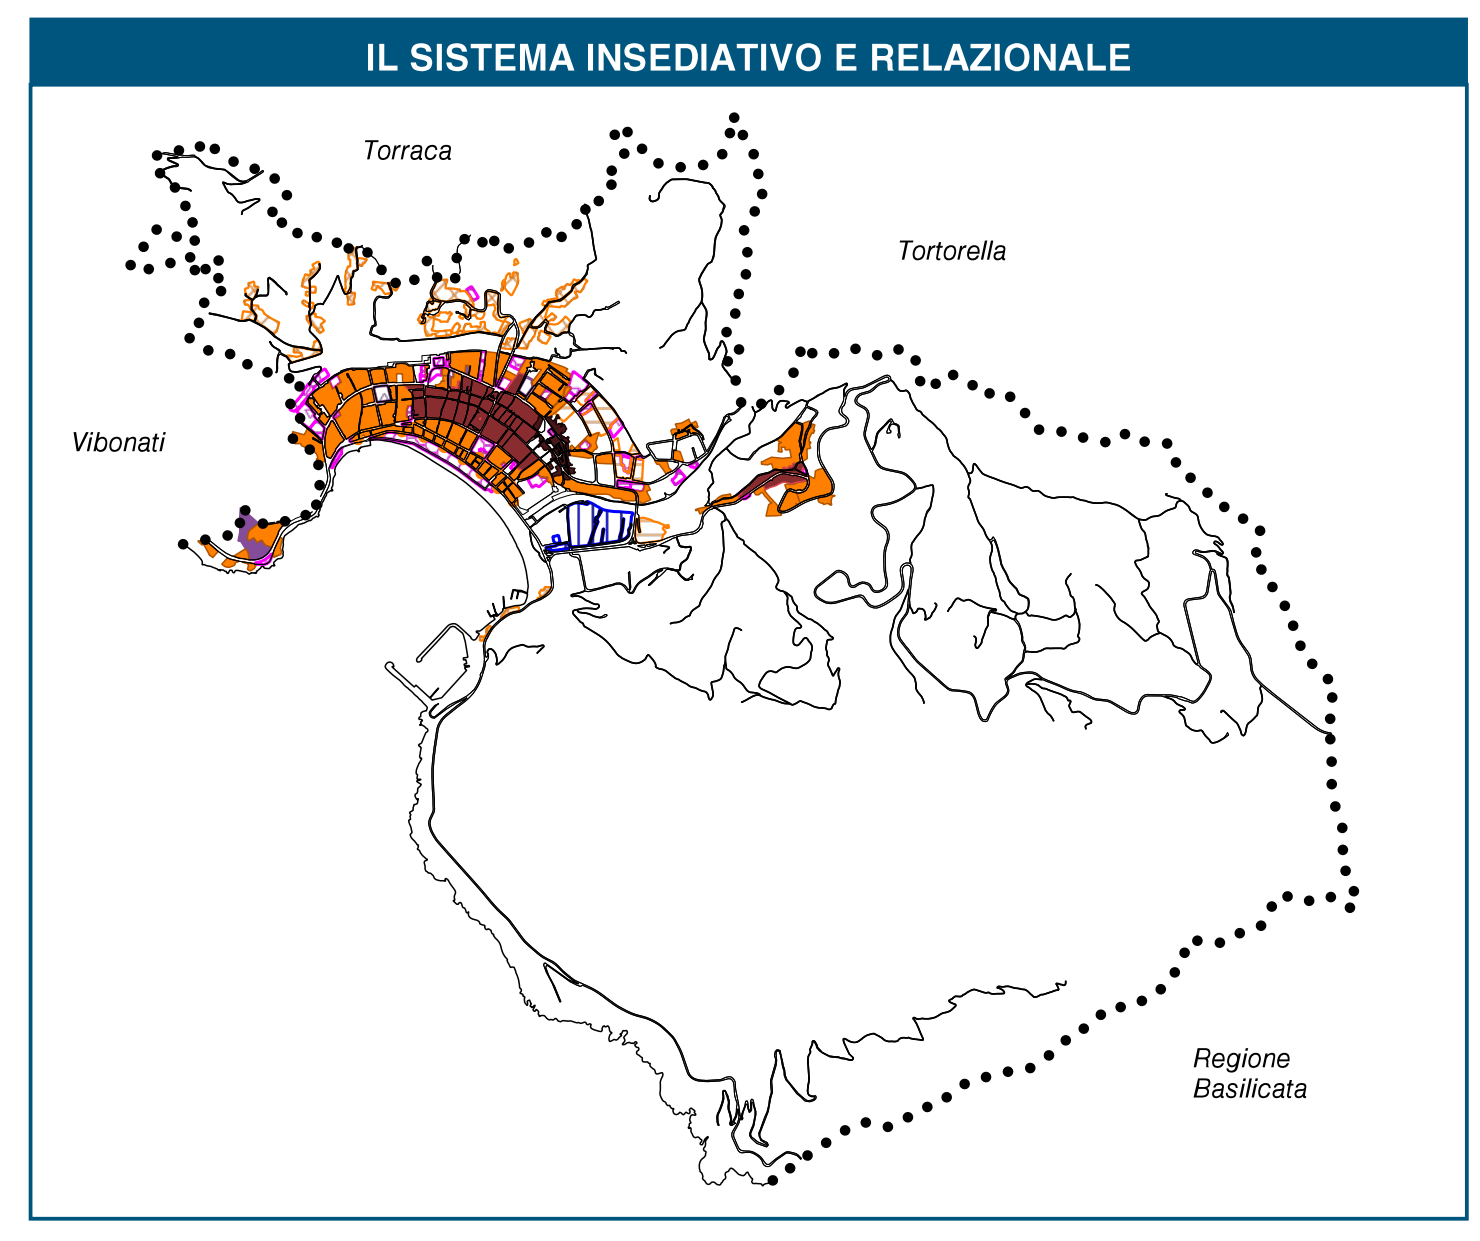 IL SISTEMA INSEDIATIVO E RELAZIONALE
Torraca
Tortorella
Vibonati
Regione
Basilicata